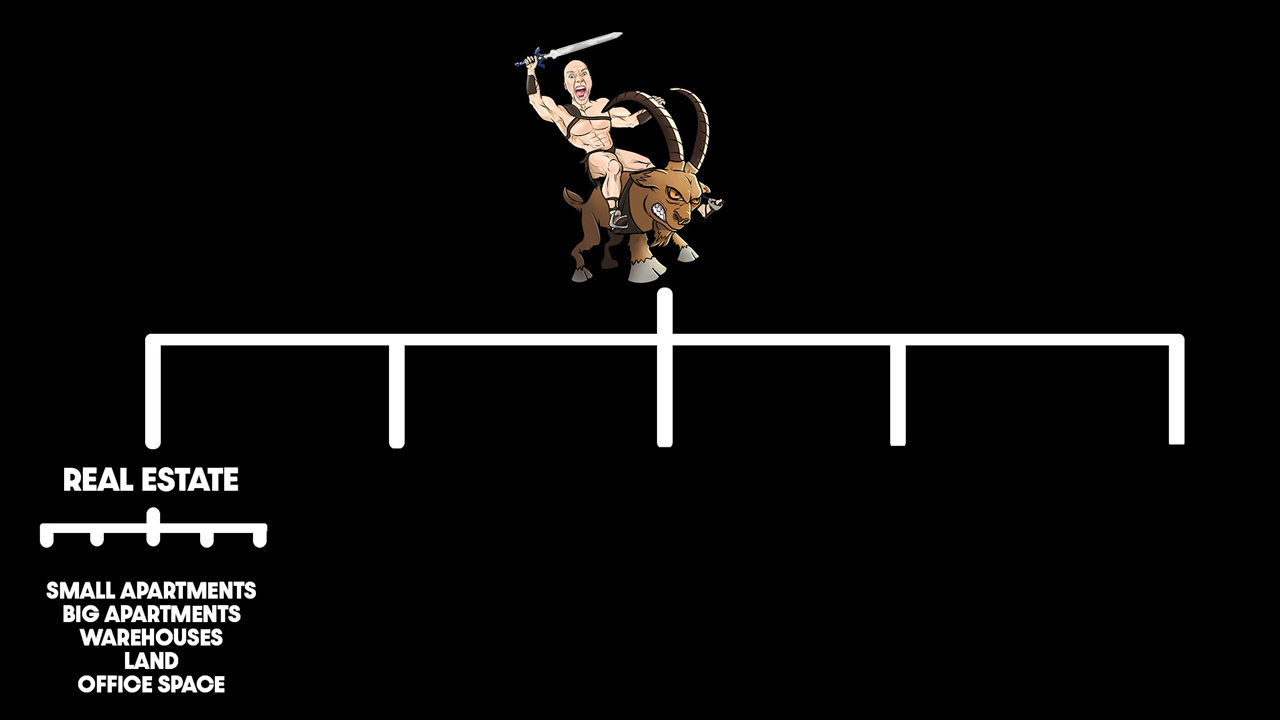 REAL ESTATE
SMALL APARTMENTS
BIG APARTMENTS
WAREHOUSES
LAND
OFFICE SPACE